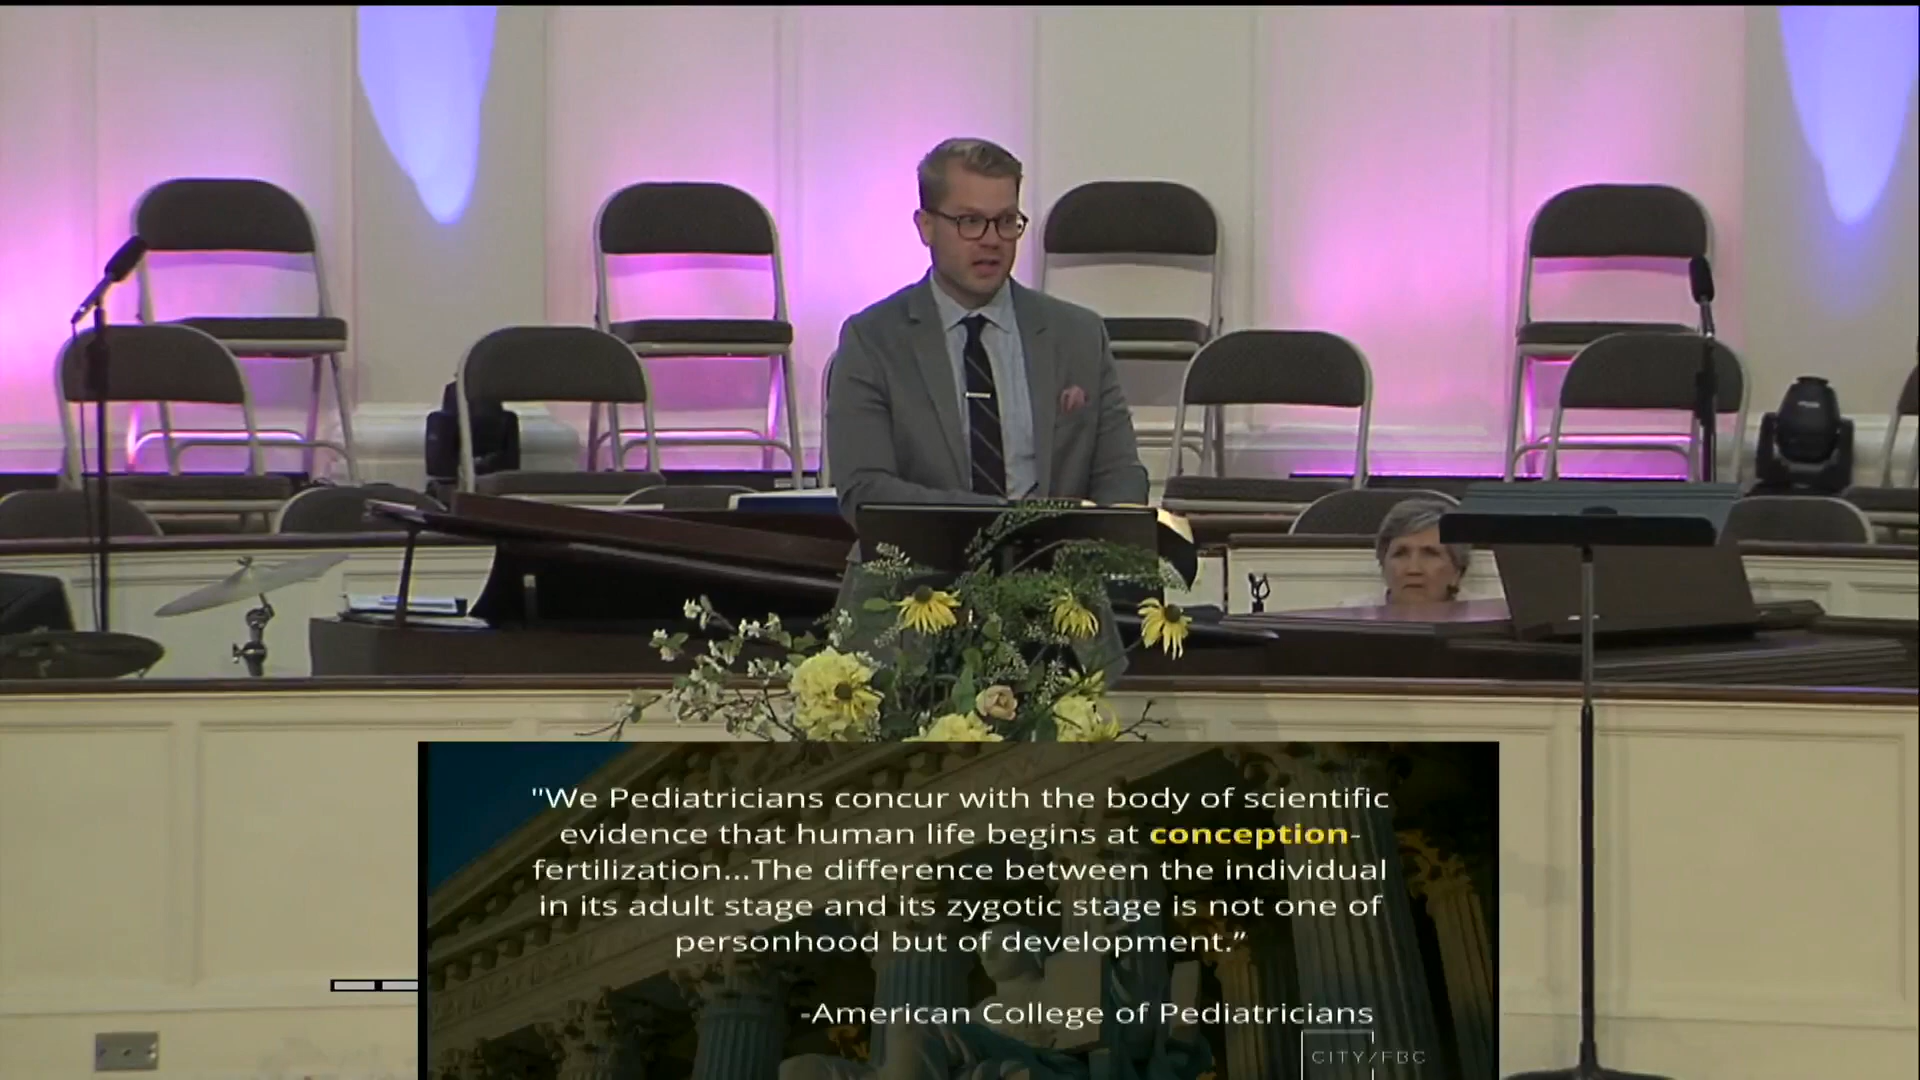 "We Pediatricians concur with the body of scientific
evidence that human life begins at conception-
fertilization...The difference between the individual
in its adult stage and its zygotic stage is not one of
personhood but of development.”
-American College of Pediatricians
CITY/FBC